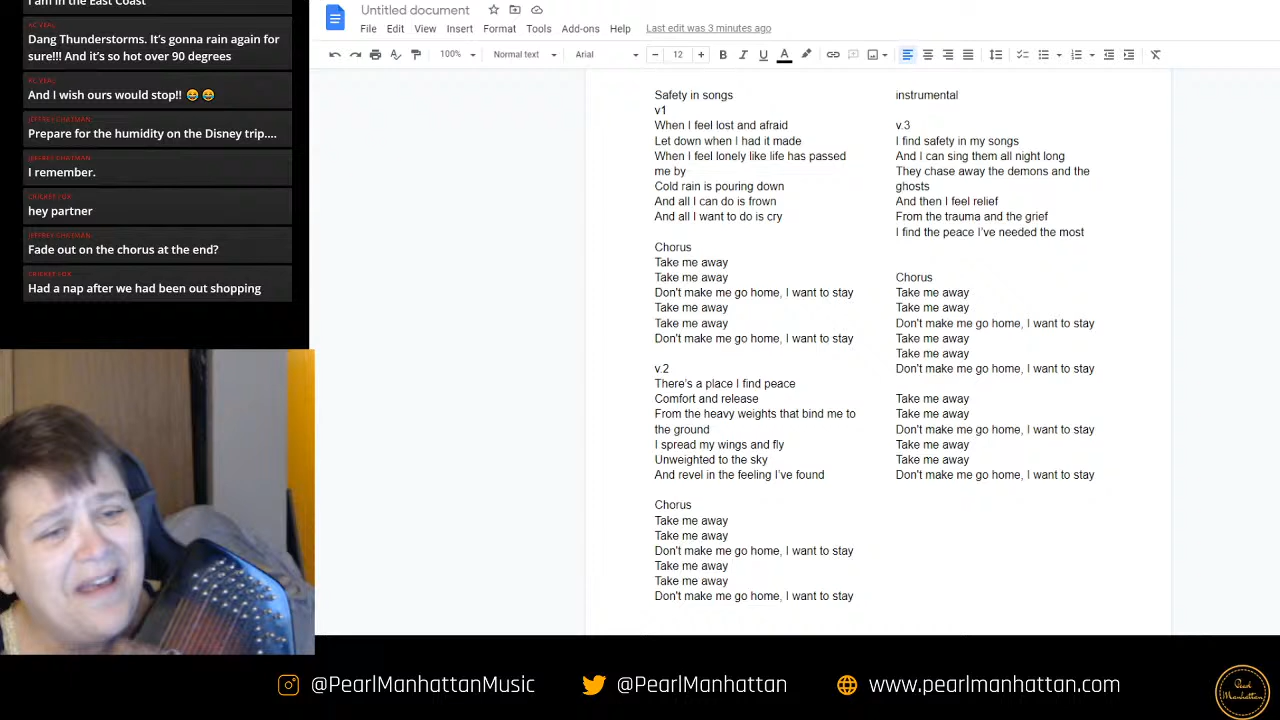 I am in the East Coast
Dang Thunderstorms. It's gonna rain again for
sure!! And it's so hot over 90 degrees
And I wish ours would stop!! 😆 😆
JEFFREY CHATMAN
Prepare for the humidity on the Disney trip....
JEFFREY CHATMAN
I remember.
CRICKET FOX
hey partner
JEFFREY CHATMAN
Fade out on the chorus at the end?
CRICKET FOX
Had a nap after we had been out shopping
Untitled document
File Edit View Insert Format Tools Add-ons Help Last edit was 3 minutes ago
100% Normal text Arial 12 B I U A
Safety in songs
v1
When I feel lost and afraid
Let down when I had it made
When I feel lonely like life has passed
me by
Cold rain is pouring down
And all I can do is frown
And all I want to do is cry
Chorus
Take me away
Take me away
Don't make me go home, I want to stay
Take me away
Take me away
Don't make me go home, I want to stay
v.2
There's a place I find peace
Comfort and release
From the heavy weights that bind me to
the ground
I spread my wings and fly
Unweighted to the sky
And revel in the feeling I've found
Chorus
Take me away
Take me away
Don't make me go home, I want to stay
Take me away
Take me away
Don't make me go home, I want to stay
instrumental
v.3
I find safety in my songs
And I can sing them all night long
They chase away the demons and the
ghosts
And then I feel relief
From the trauma and the grief
I find the peace I've needed the most
Chorus
Take me away
Take me away
Don't make me go home, I want to stay
Take me away
Take me away
Don't make me go home, I want to stay
Take me away
Take me away
Don't make me go home, I want to stay
Take me away
Take me away
Don't make me go home, I want to stay
@PearlManhattanMusic
@PearlManhattan
www.pearlmanhattan.com
Pearl
Manhattan